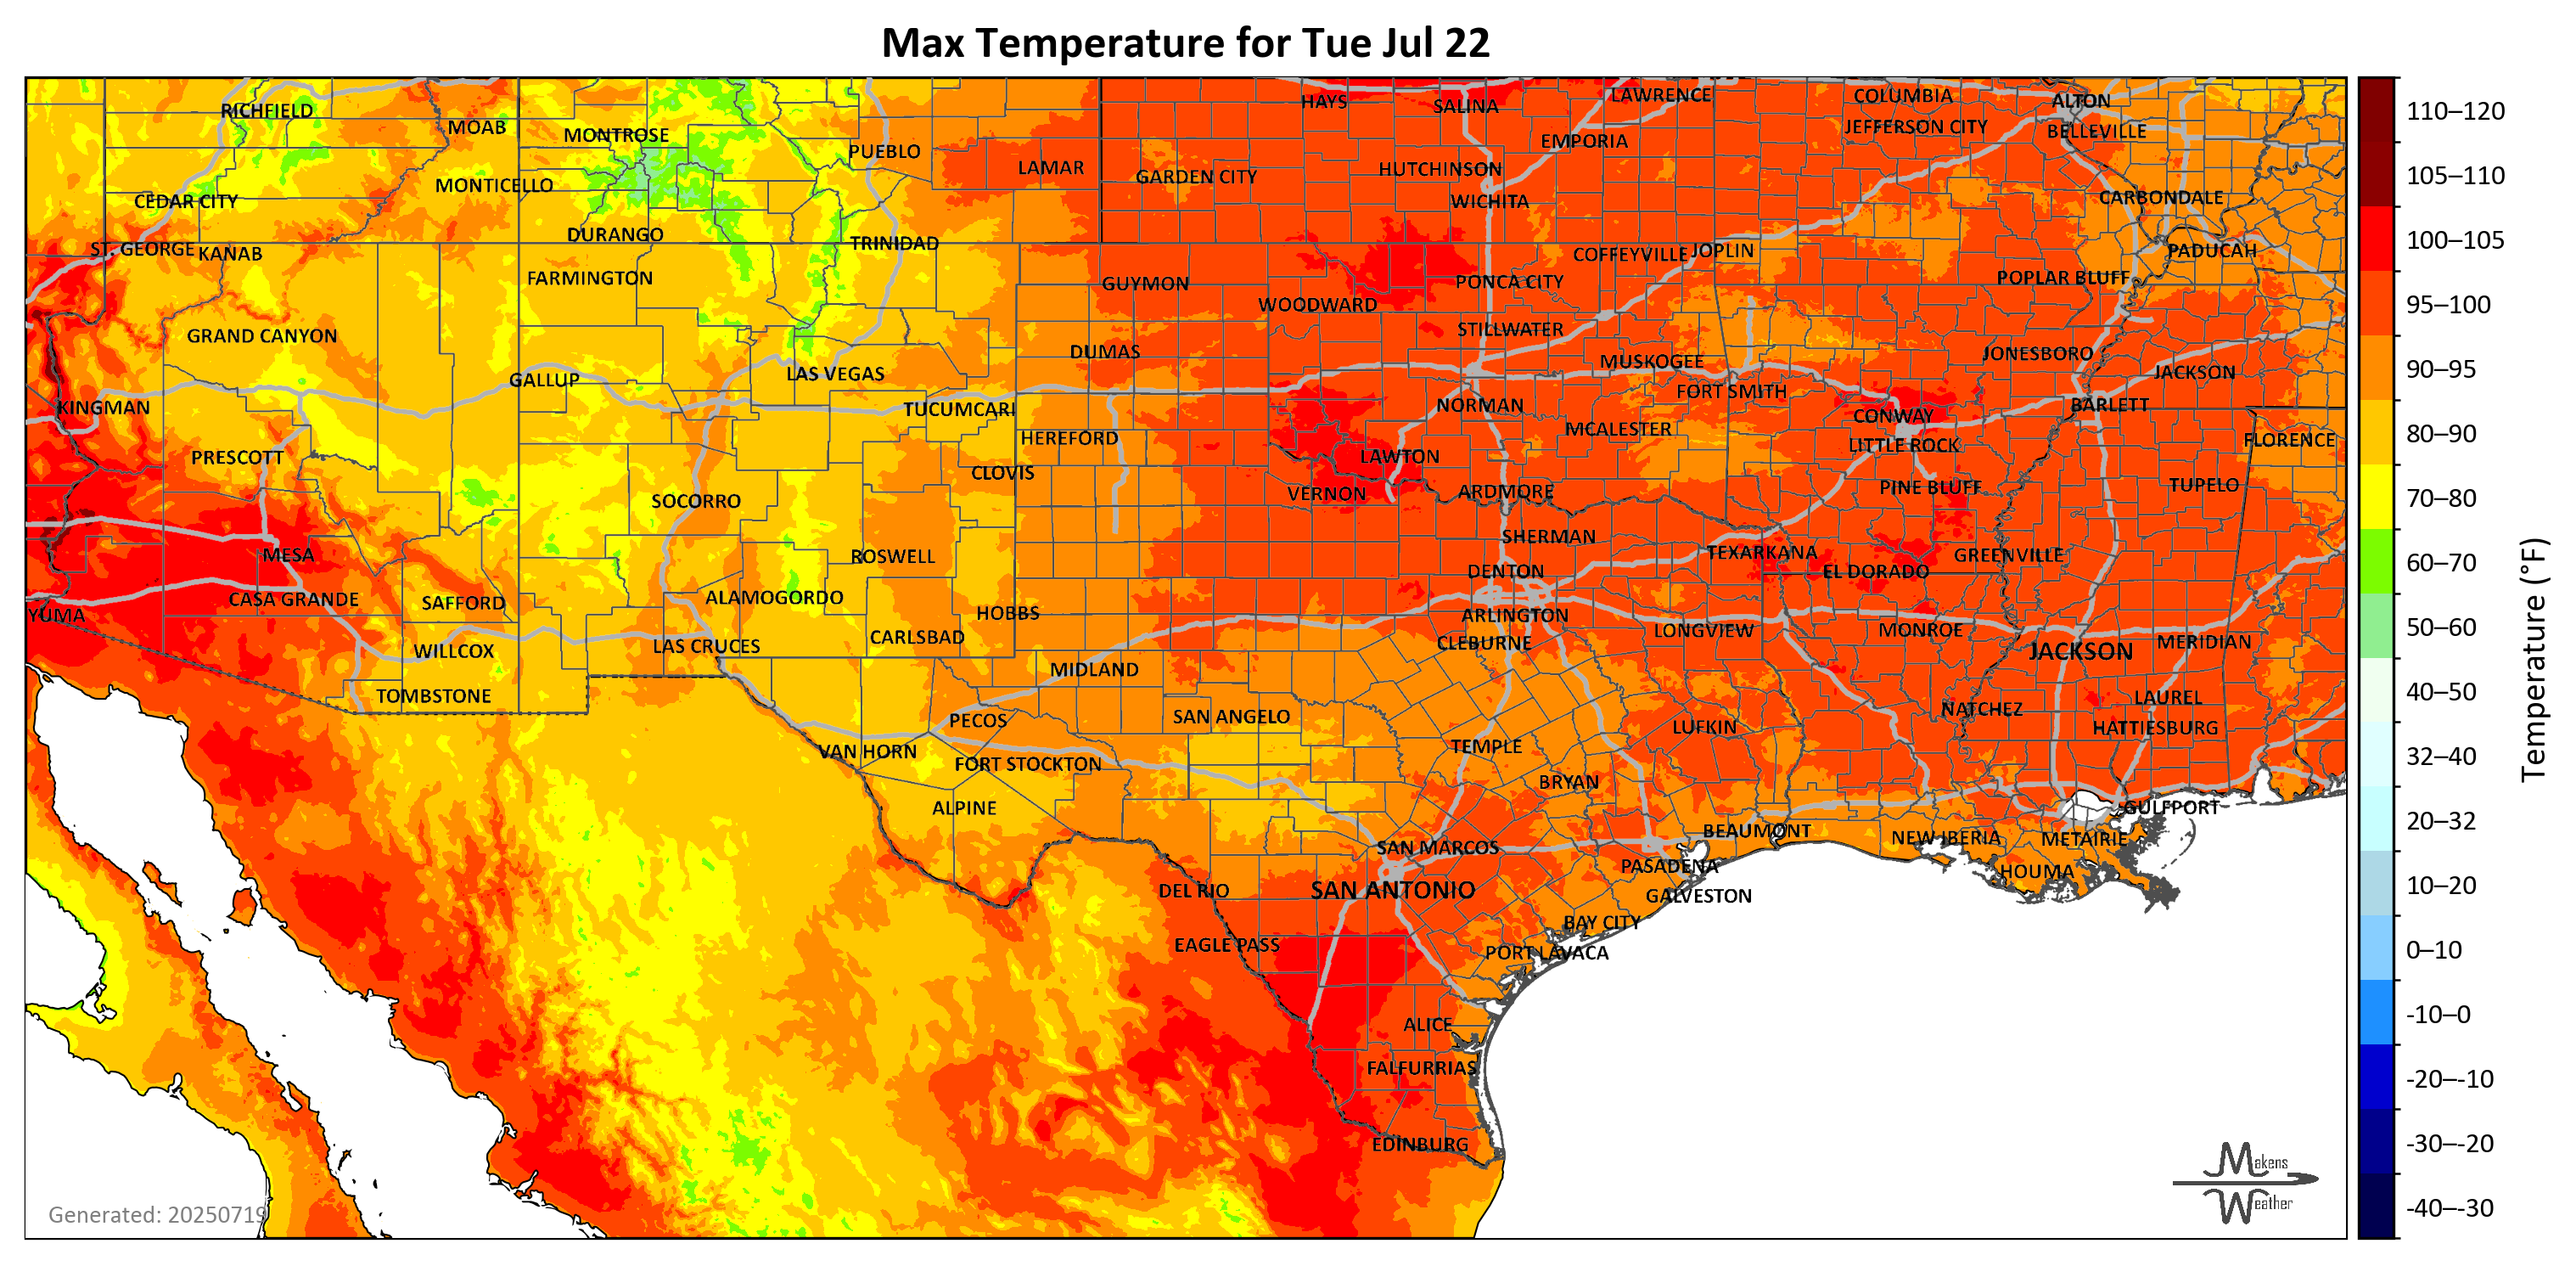 Max Temperature for Tue Jul 22
RICHFIELD
MOAB
MONTROSE
PUEBLO
LAMAR
HAYS
SALINA
LAWRENCE
COLUMBIA
ALTON
EMPORIA
JEFFERSON CITY
BELLEVILLE
MONTICELLO
GARDEN CITY
HUTCHINSON
CEDAR CITY
WICHITA
CARBONDALE
DURANGO
TRINIDAD
ST. GEORGE
KANAB
COFFEYVILLE
JOPLIN
PADUCAH
FARMINGTON
GUYMON
PONCA CITY
POPLAR BLUFF
WOODWARD
GRAND CANYON
STILLWATER
DUMAS
MUSKOGEE
JONESBORO
GALLUP
LAS VEGAS
FORT SMITH
JACKSON
KINGMAN
TUCUMCARI
NORMAN
CONWAY
BARLETT
HEREFORD
MCALESTER
LITTLE ROCK
FLORENCE
PRESCOTT
CLOVIS
LAWTON
SOCORRO
VERNON
ARDMORE
PINE BLUFF
TUPELO
MESA
ROSWELL
SHERMAN
TEXARKANA
GREENVILLE
CASA GRANDE
SAFFORD
ALAMOGORDO
DENTON
EL DORADO
YUMA
HOBBS
ARLINGTON
WILLCOX
LAS CRUCES
CARLSBAD
CLEBURNE
LONGVIEW
MONROE
JACKSON
MERIDIAN
TOMBSTONE
MIDLAND
LAUREL
PECOS
SAN ANGELO
NATCHEZ
VAN HORN
FORT STOCKTON
TEMPLE
LUFKIN
HATTIESBURG
ALPINE
BRYAN
GULFPORT
SAN MARCOS
BEAUMONT
NEW IBERIA
METAIRIE
DEL RIO
SAN ANTONIO
PASADENA
HOUMA
GALVESTON
EAGLE PASS
BAY CITY
PORT LAVACA
ALICE
FALFURRIAS
EDINBURG
Generated: 20250719
Makens
Weather
110–120
105–110
100–105
95–100
90–95
80–90
70–80
60–70
50–60
40–50
32–40
20–32
10–20
0–10
-10–0
-20–-10
-30–-20
-40–-30
Temperature (°F)